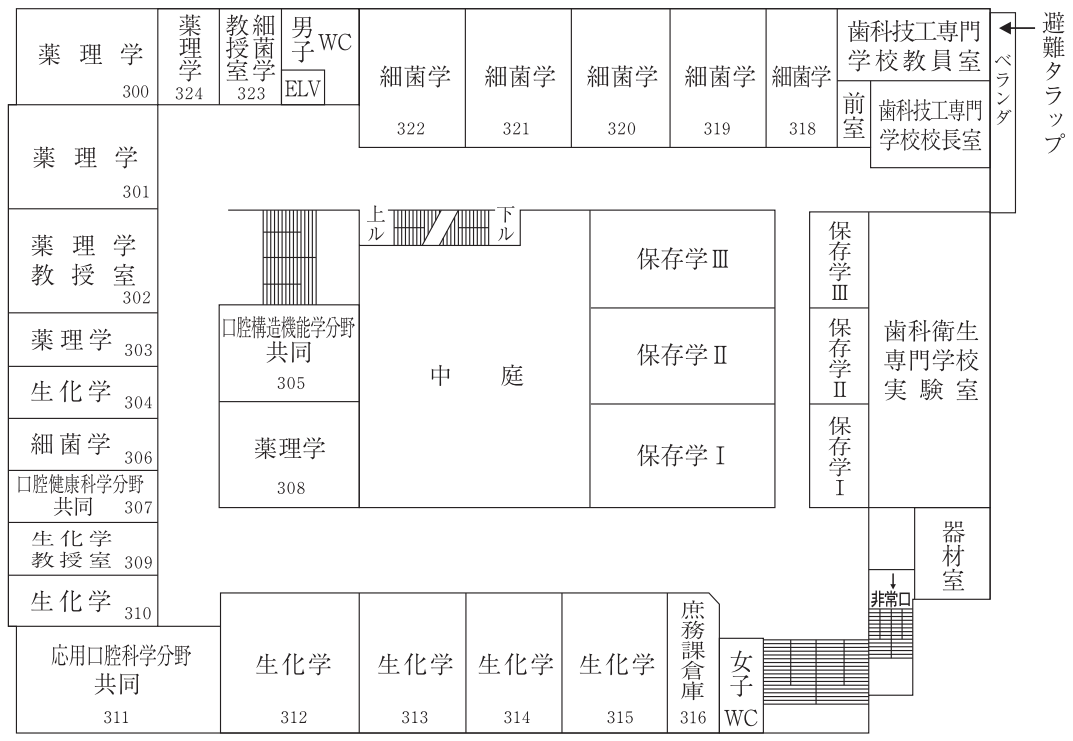 薬理学
300
薬理学
324
細菌学
教授室
323
男子
WC
ELV
細菌学
322
細菌学
321
細菌学
320
細菌学
319
細菌学
318
歯科技工専門
学校教員室
前室
歯科技工専門
学校校長室
ベランダ
避難タラップ
薬理学
301
薬理学
教授室
302
薬理学
303
生化学
304
細菌学
306
口腔健康科学分野
共同
307
生化学
教授室
309
生化学
310
応用口腔科学分野
共同
311
上ル
下ル
口腔構造機能学分野
共同
305
薬理学
308
中庭
保存学Ⅲ
保存学Ⅱ
保存学Ⅰ
保存学Ⅲ
保存学Ⅱ
保存学Ⅰ
歯科衛生
専門学校
実験室
器材室
非常口
生化学
312
生化学
313
生化学
314
生化学
315
庶務課倉庫
316
女子
WC